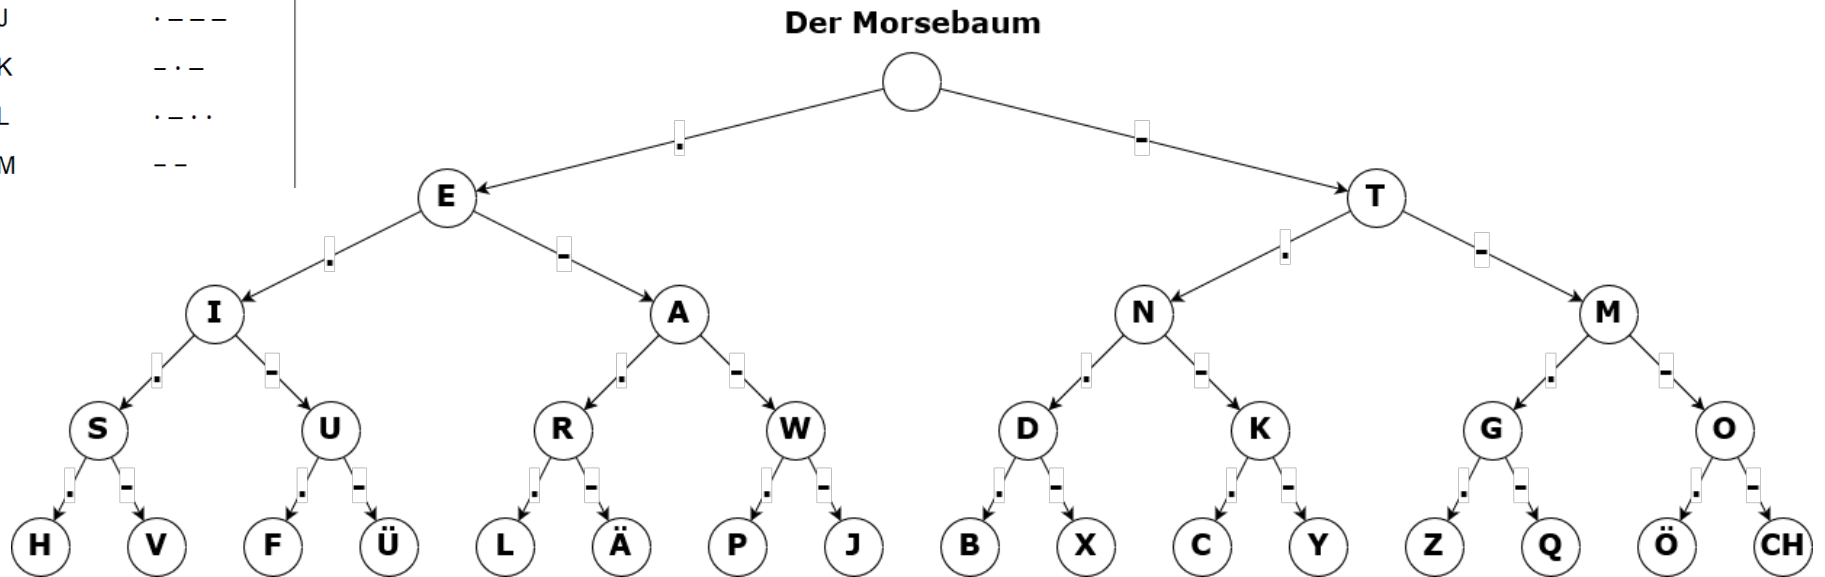 J · – – –
K – · –
L · – · ·
M – –
Der Morsebaum
. -
E T
. - . -
I A N M
. - . - . - . -
S U R W D K G O
. - . - . - . - . - . - . - . -
H V F Ü L Ä P J B X C Y Z Q Ö CH